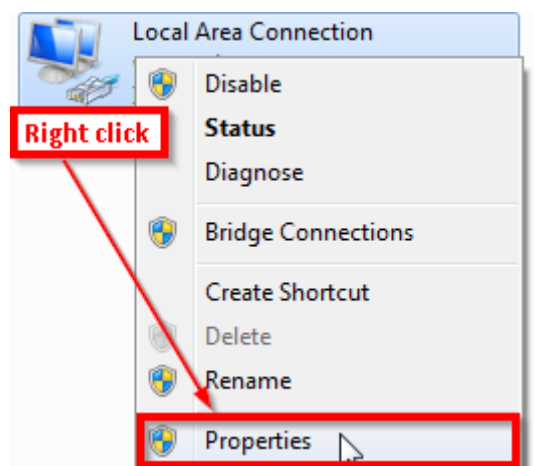 Local Area Connection
Disable
Right click
Status
Diagnose
Bridge Connections
Create Shortcut
Delete
Rename
Properties